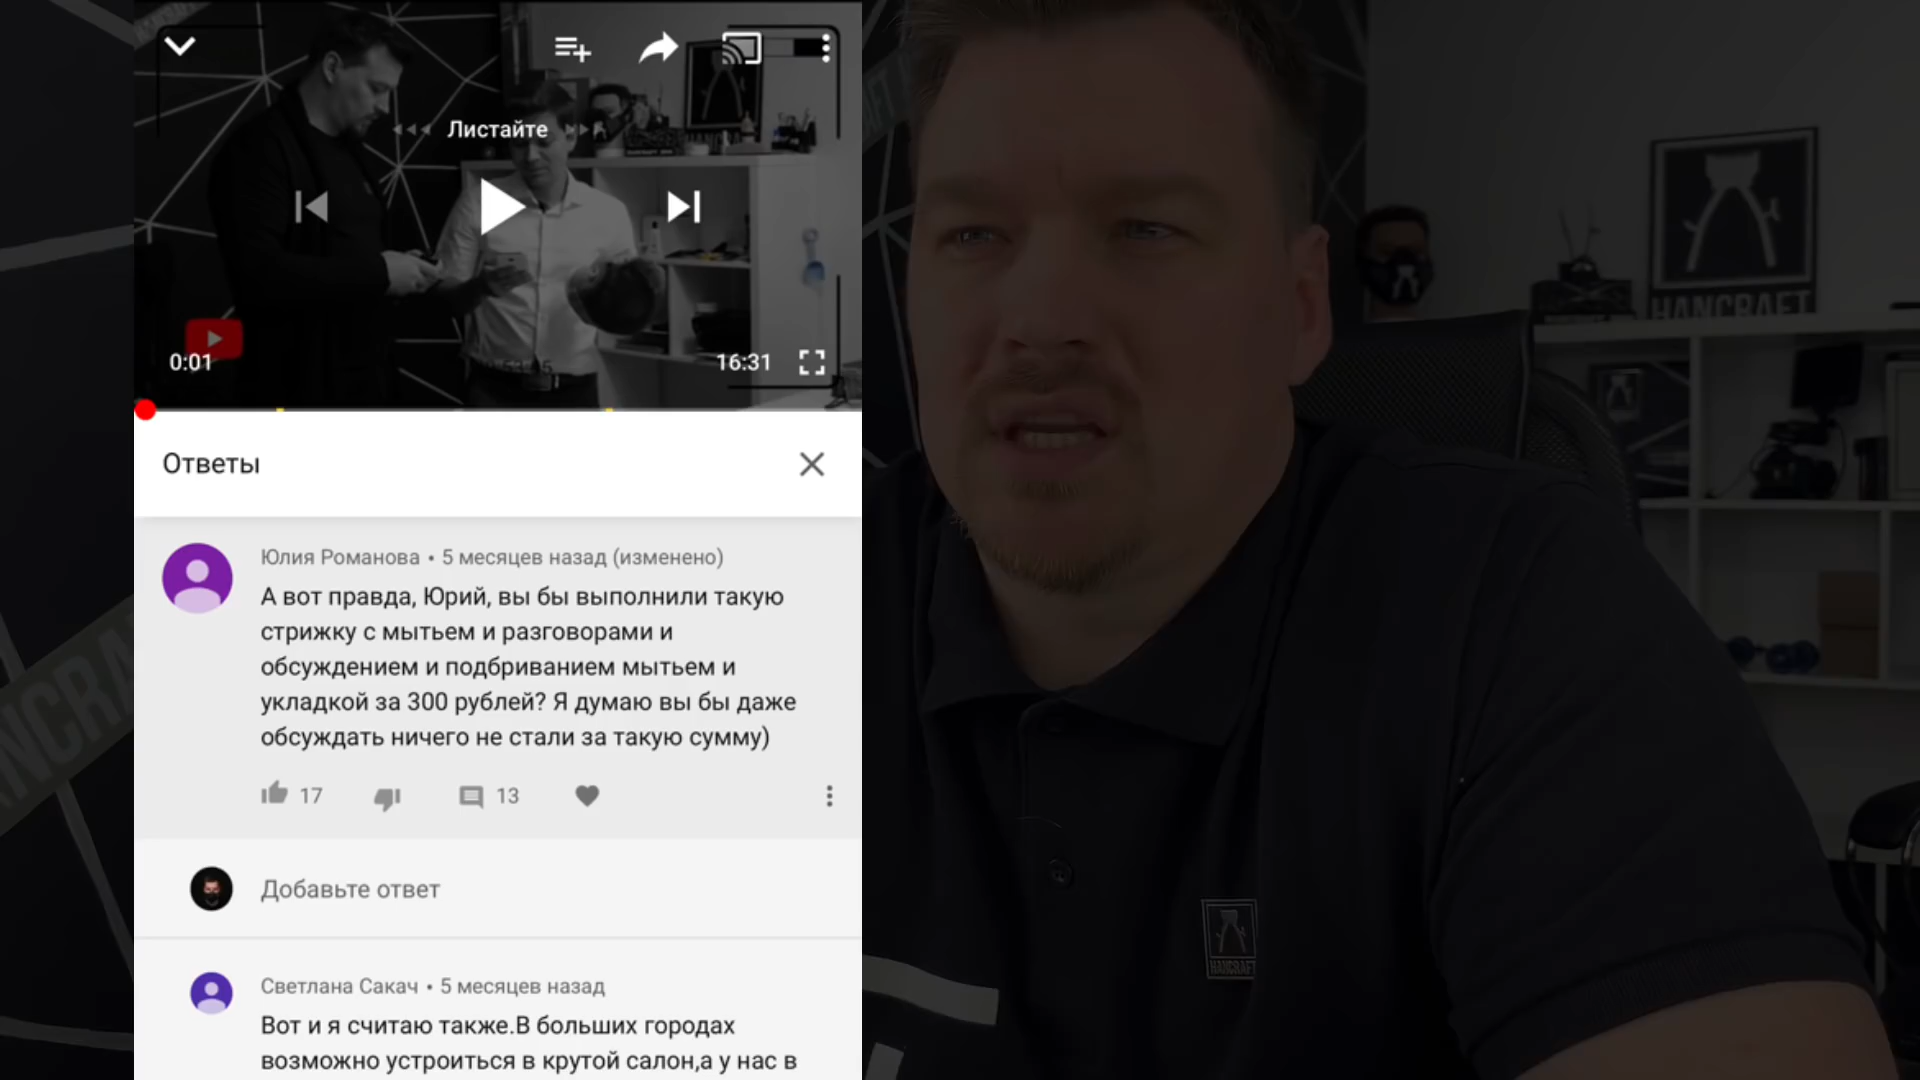 Листайте
0:01
16:31
Ответы
Юлия Романова • 5 месяцев назад (изменено)
А вот правда, Юрий, вы бы выполнили такую
стрижку с мытьем и разговорами и
обсуждением и подбриванием мытьем и
укладкой за 300 рублей? Я думаю вы бы даже
обсуждать ничего не стали за такую сумму)
17
13
Добавьте ответ
Светлана Сакач • 5 месяцев назад
Вот и я считаю также.В больших городах
возможно устроиться в крутой салон,а у нас в
HANCRAFT
HANCRAFT